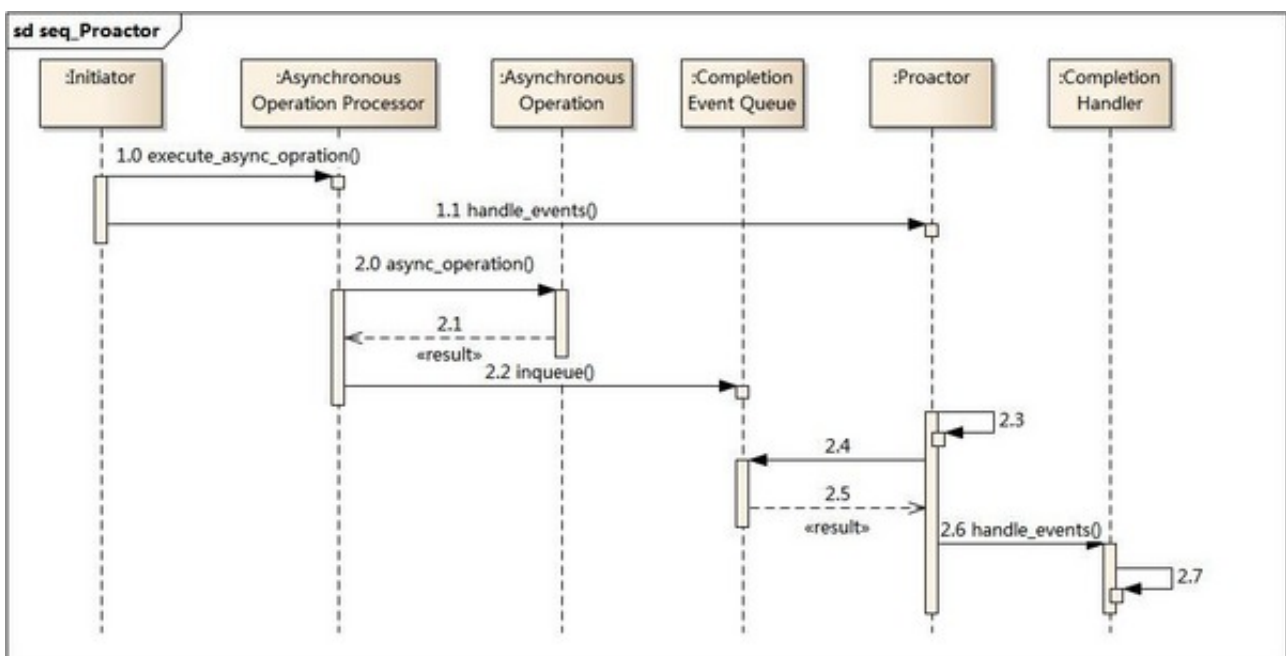 sd seq_Proactor
:Initiator
:Asynchronous
Operation Processor
:Asynchronous
Operation
:Completion
Event Queue
:Proactor
:Completion
Handler
1.0 execute_async_opration()
1.1 handle_events()
2.0 async_operation()
2.1
«result»
2.2 inqueue()
2.3
2.4
2.5
«result»
2.6 handle_events()
2.7